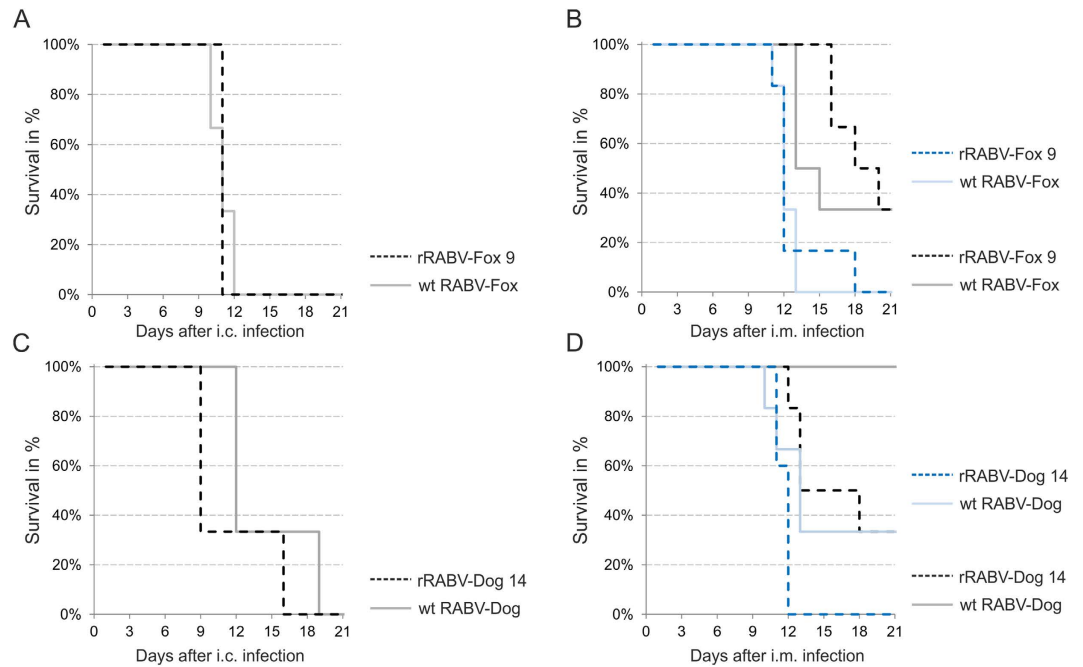 A
Survival in %
100%
80%
60%
40%
20%
0%
0 3 6 9 12 15 18 21
Days after i.c. infection
rRABV-Fox 9
wt RABV-Fox
B
Survival in %
100%
80%
60%
40%
20%
0%
0 3 6 9 12 15 18 21
Days after i.m. infection
rRABV-Fox 9
wt RABV-Fox
rRABV-Fox 9
wt RABV-Fox
C
Survival in %
100%
80%
60%
40%
20%
0%
0 3 6 9 12 15 18 21
Days after i.c. infection
rRABV-Dog 14
wt RABV-Dog
D
Survival in %
100%
80%
60%
40%
20%
0%
0 3 6 9 12 15 18 21
Days after i.m. infection
rRABV-Dog 14
wt RABV-Dog
rRABV-Dog 14
wt RABV-Dog